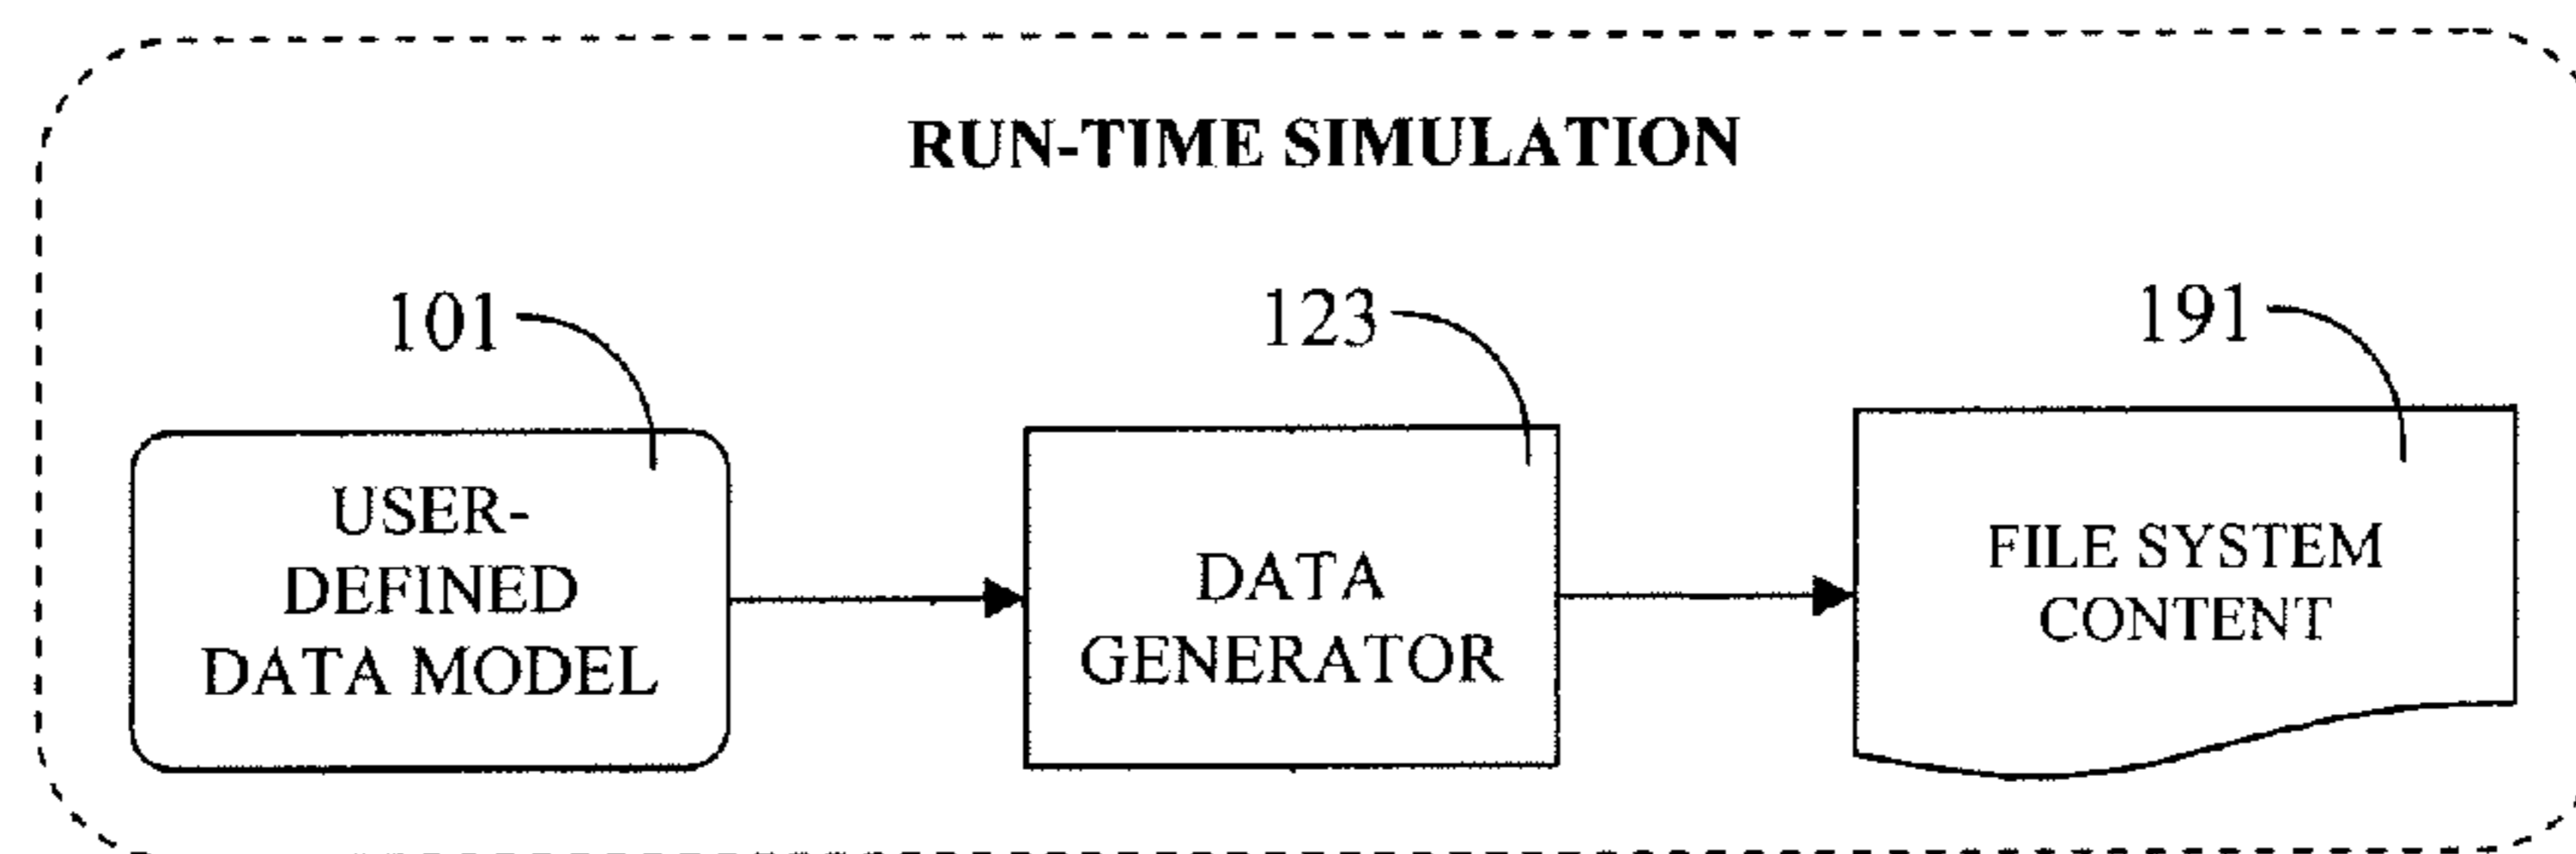 RUN-TIME SIMULATION
101
123
191
USER-
DEFINED
DATA MODEL
DATA
GENERATOR
FILE SYSTEM
CONTENT